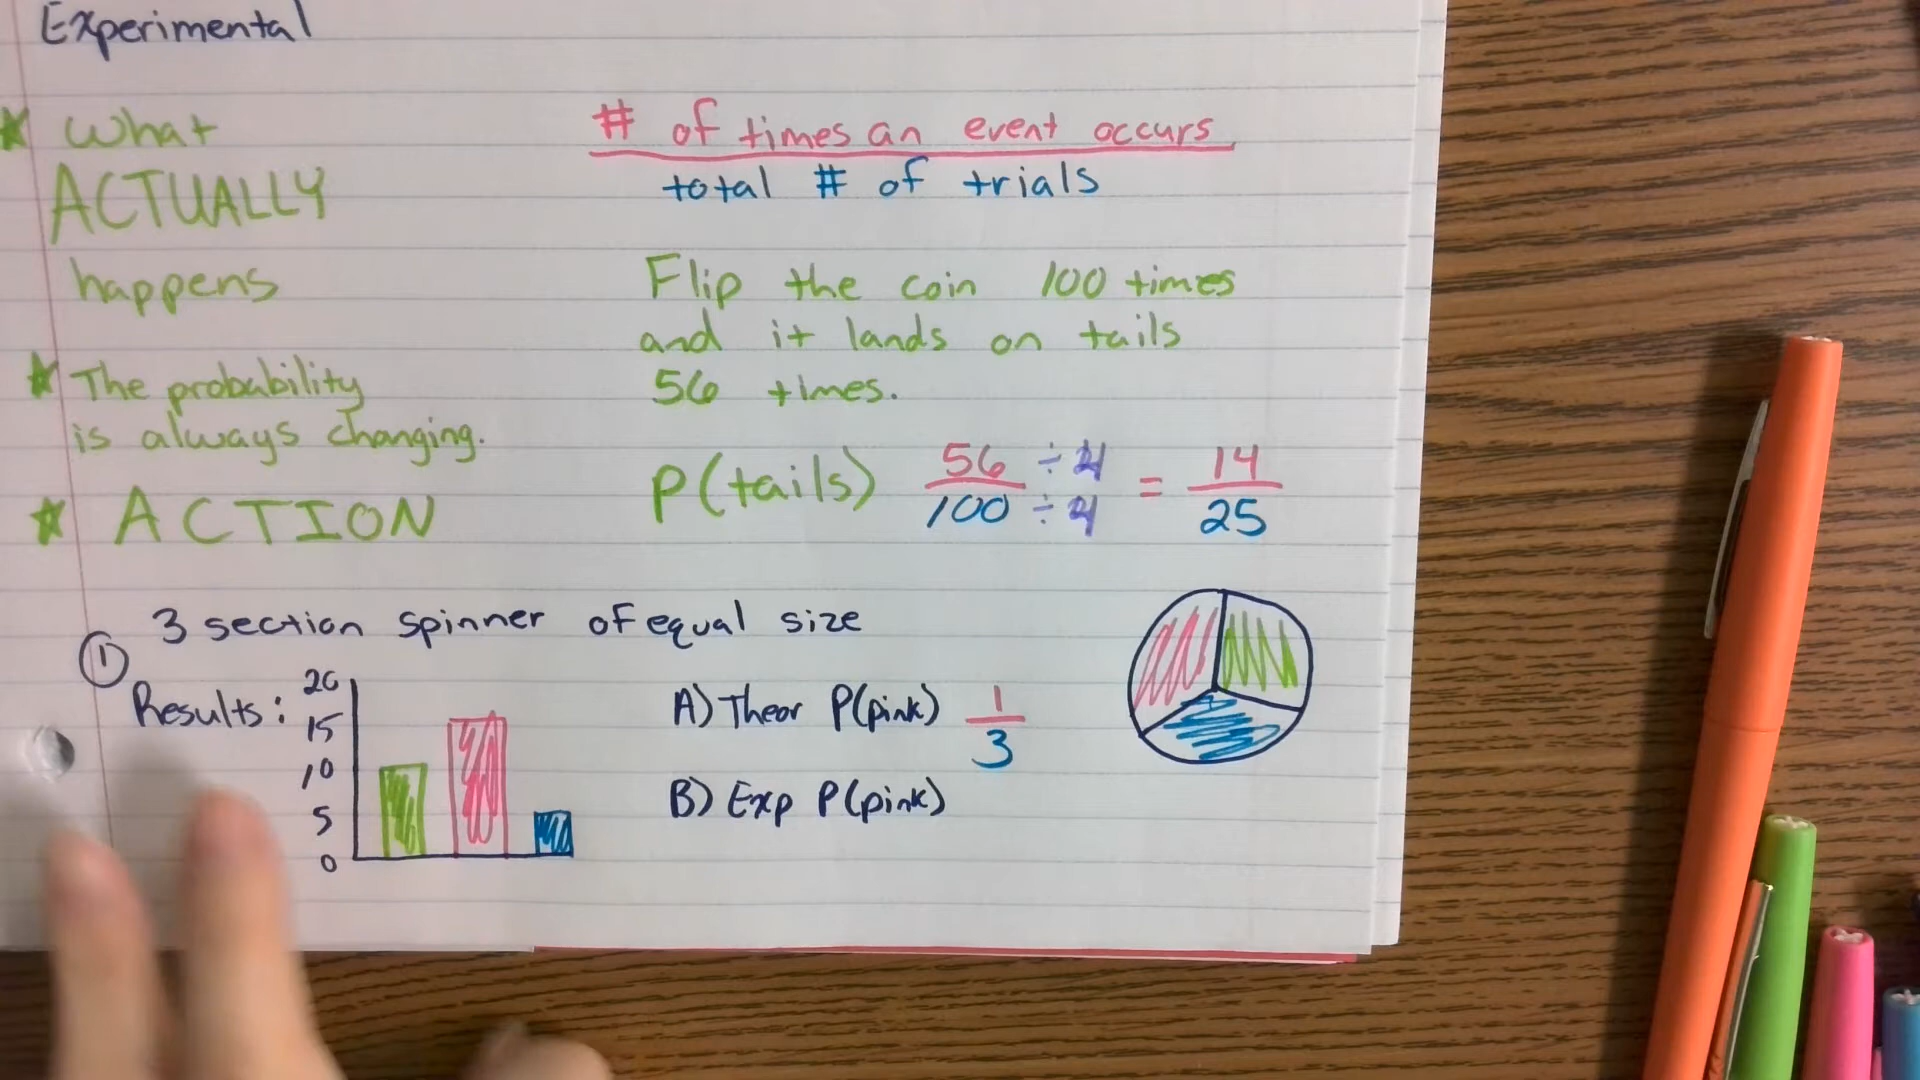 Experimental
What
ACTUALLY
happens
The probability
is always changing.
ACTION
# of times an event occurs
total # of trials
Flip the coin 100 times
and it lands on tails
56 times.
P(tails) 56/100 ÷4/÷4 = 14/25
① 3 section spinner of equal size
Results:
20
15
10
5
0
A) Theor P(pink) 1/3
B) Exp P(pink)